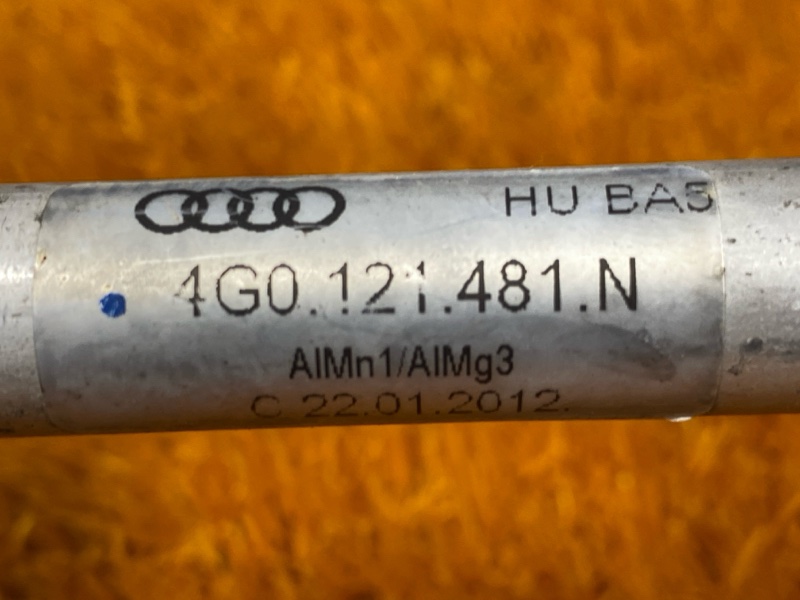 HU BA5
4G0.121.481.N
AlMn1/AlMg3
C 22.01.2012.